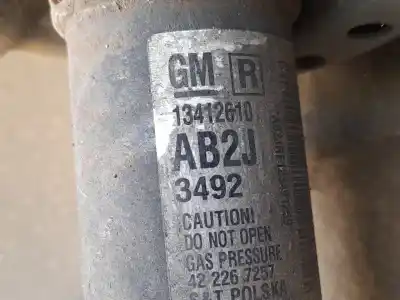 GM R
13412610
AB2J
3492
CAUTION!
DO NOT OPEN
GAS PRESSURE
42 226 7257
S&T POLSKA